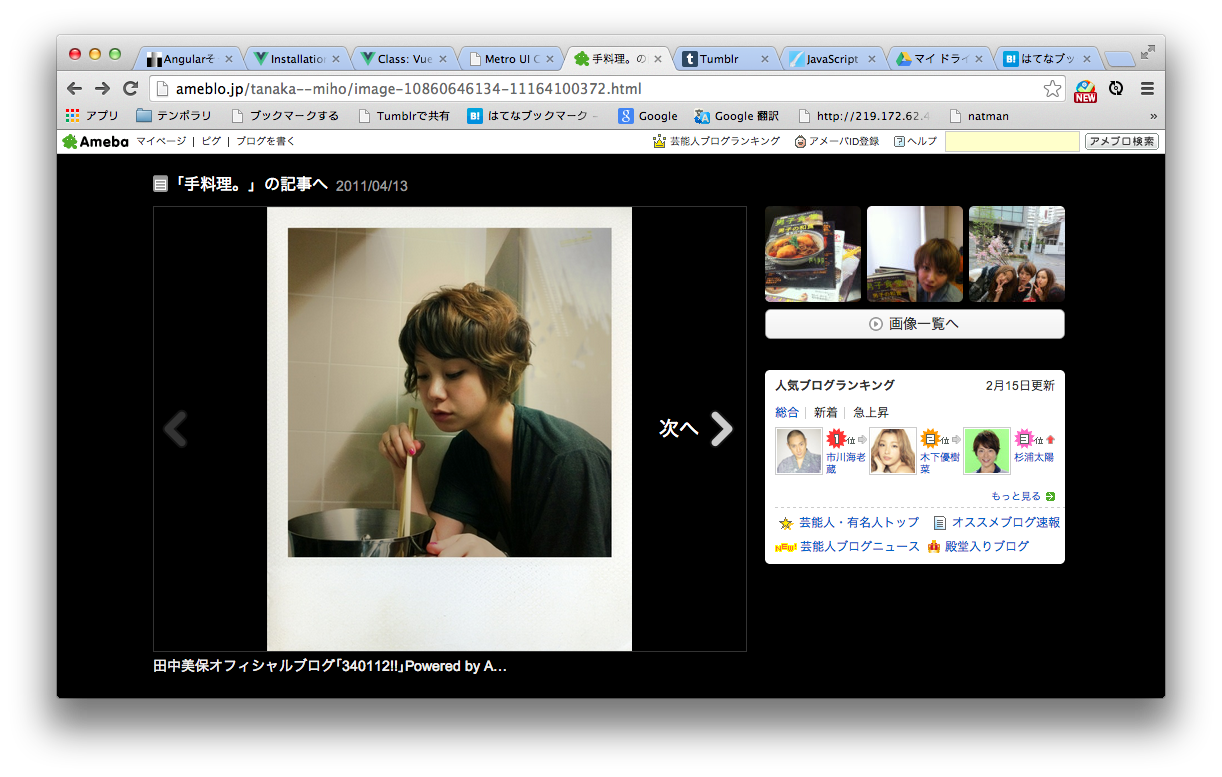 Angularそ
Installation
Class: Vue
Metro UI C
手料理。の
Tumblr
JavaScript
マイ ドライ
はてなブッ
ameblo.jp/tanaka--miho/image-10860646134-11164100372.html
NEW
アプリ
テンポラリ
ブックマークする
Tumblrで共有
はてなブックマーク -
Google
Google 翻訳
http://219.172.62.4
natman
»
Ameba マイページ | ピグ | ブログを書く
芸能人ブログランキング
アメーバID登録
ヘルプ
アメブロ検索
「手料理。」の記事へ 2011/04/13
男子食堂
男子の和食
次へ
画像一覧へ
人気ブログランキング 2月15日更新
総合 | 新着 | 急上昇
1位
市川海老
蔵
2位
木下優樹
菜
3位
杉浦太陽
もっと見る
芸能人・有名人トップ
オススメブログ速報
NEW! 芸能人ブログニュース
殿堂入りブログ
田中美保オフィシャルブログ「340112!!」Powered by A...